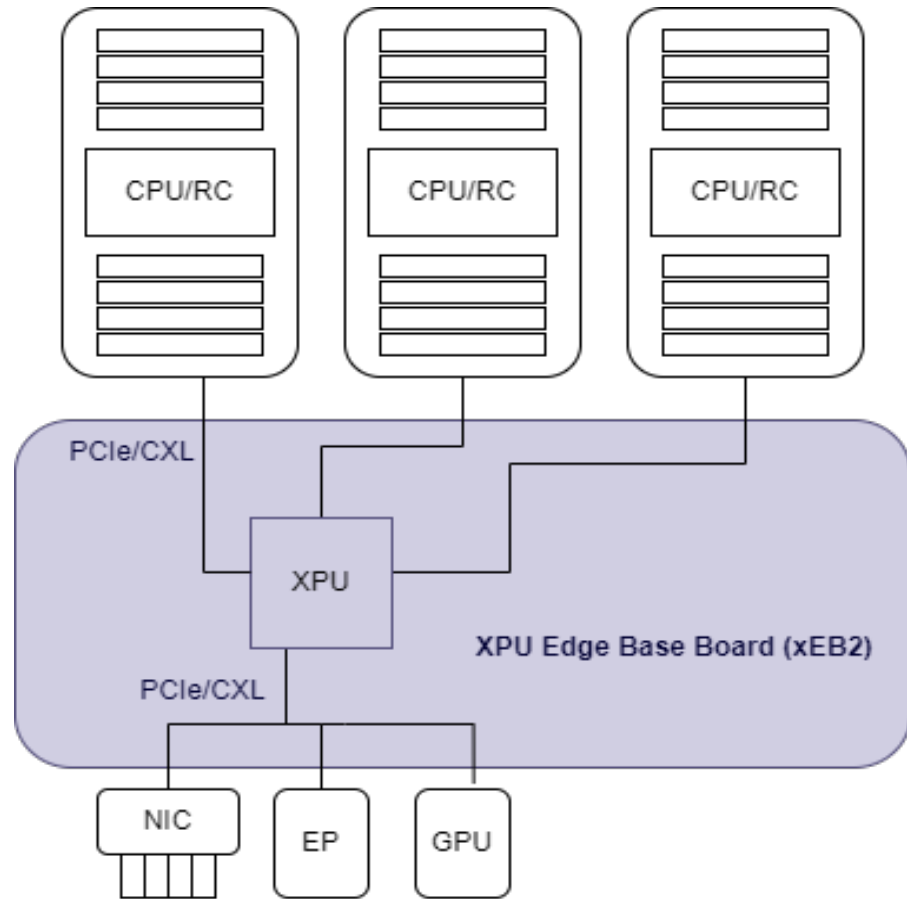 CPU/RC
CPU/RC
CPU/RC
PCIe/CXL
XPU
XPU Edge Base Board (xEB2)
PCIe/CXL
NIC
EP
GPU